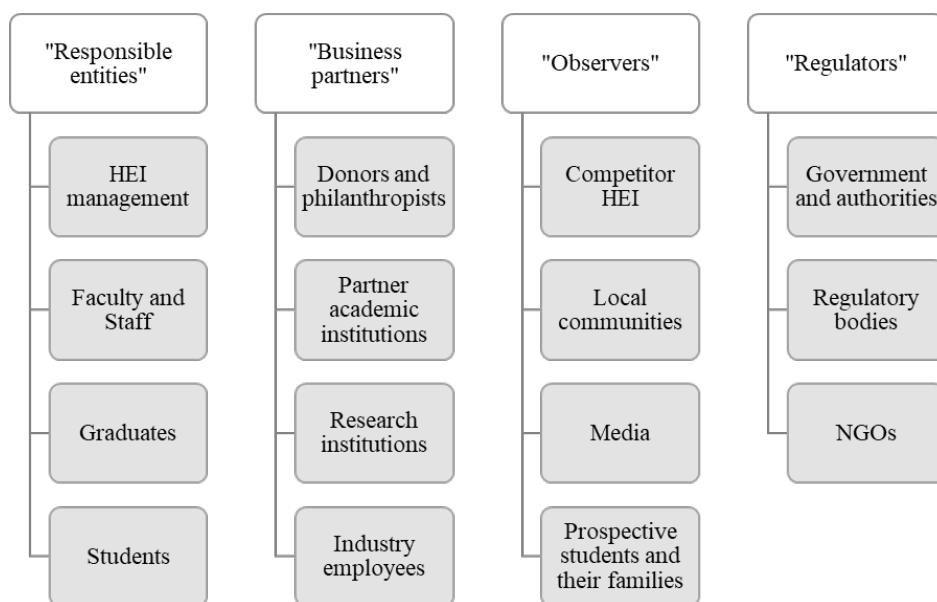 "Responsible
entities"
HEI
management
Faculty and
Staff
Graduates
Students
"Business
partners"
Donors and
philanthropists
Partner
academic
institutions
Research
institutions
Industry
employees
"Observers"
Competitor
HEI
Local
communities
Media
Prospective
students and
their families
"Regulators"
Government
and authorities
Regulatory
bodies
NGOs